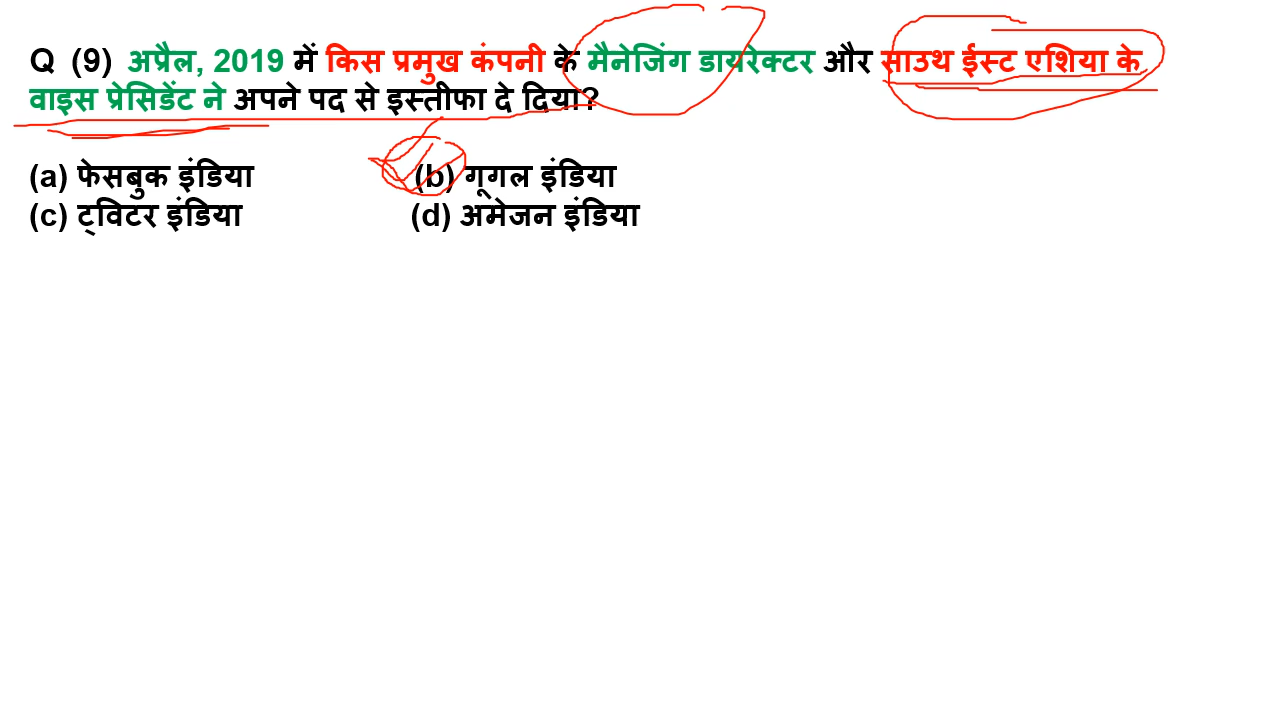 Q (9) अप्रैल, 2019 में किस प्रमुख कंपनी के मैनेजिंग डायरेक्टर और साउथ ईस्ट एशिया के
वाइस प्रेसिडेंट ने अपने पद से इस्तीफा दे दिया?
(a) फेसबुक इंडिया (b) गूगल इंडिया
(c) ट्विटर इंडिया (d) अमेजन इंडिया